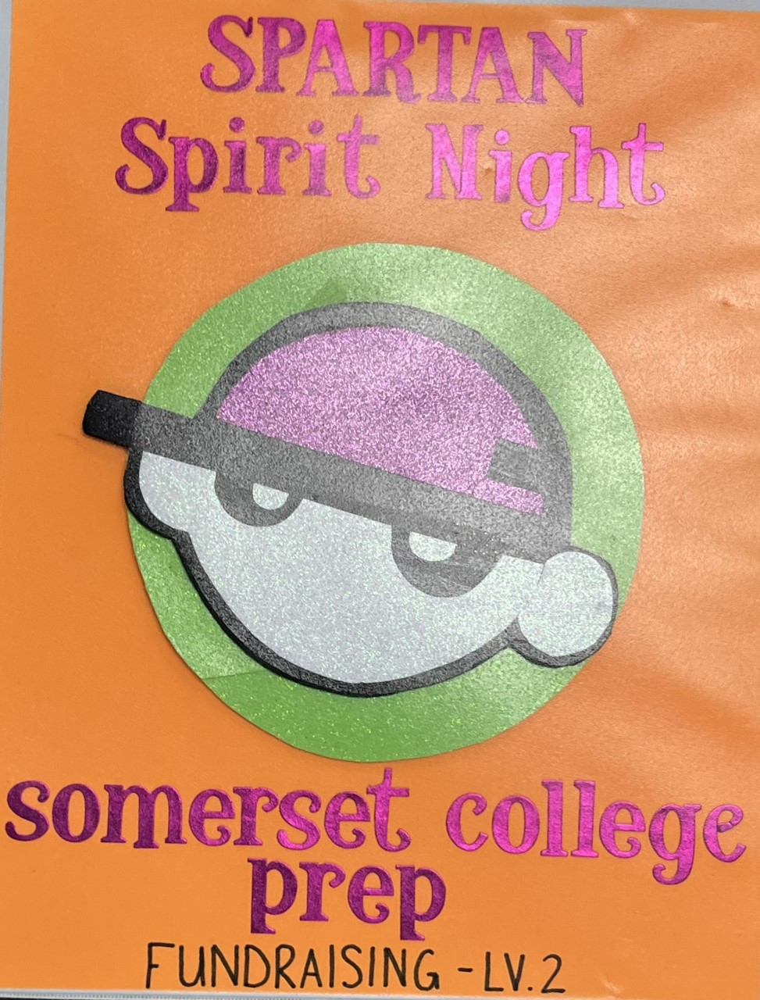 SPARTAN
Spirit Night
somerset college
prep
FUNDRAISING - LV.2